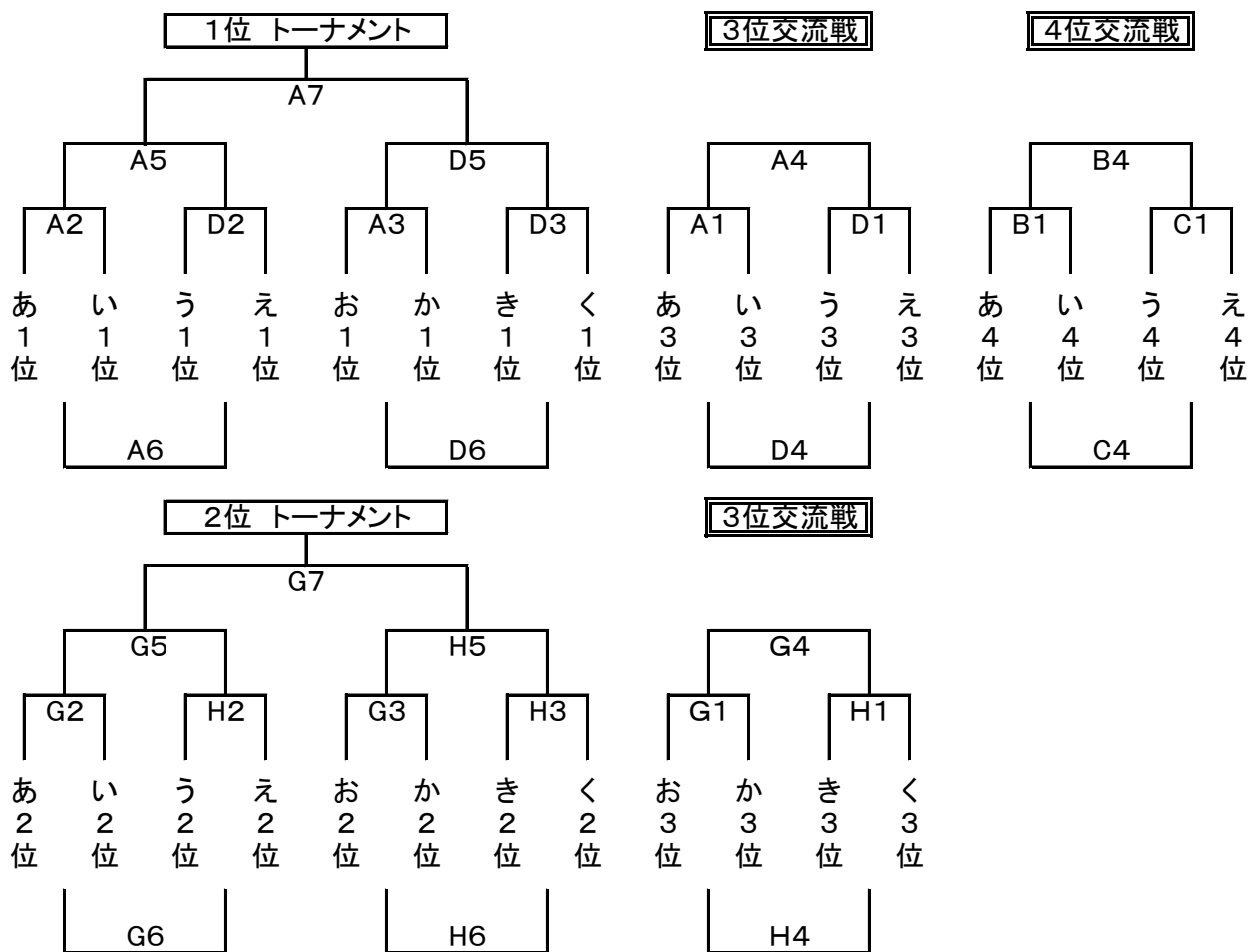 1位 トーナメント 3位交流戦 4位交流戦
A7
A5 D5 A4 B4
A2 D2 A3 D3 A1 D1 B1 C1
あ1位 い1位 う1位 え1位 お1位 か1位 き1位 く1位 あ3位 い3位 う3位 え3位 あ4位 い4位 う4位 え4位
A6 D6 D4 C4
2位 トーナメント 3位交流戦
G7
G5 H5 G4
G2 H2 G3 H3 G1 H1
あ2位 い2位 う2位 え2位 お2位 か2位 き2位 く2位 お3位 か3位 き3位 く3位
G6 H6 H4